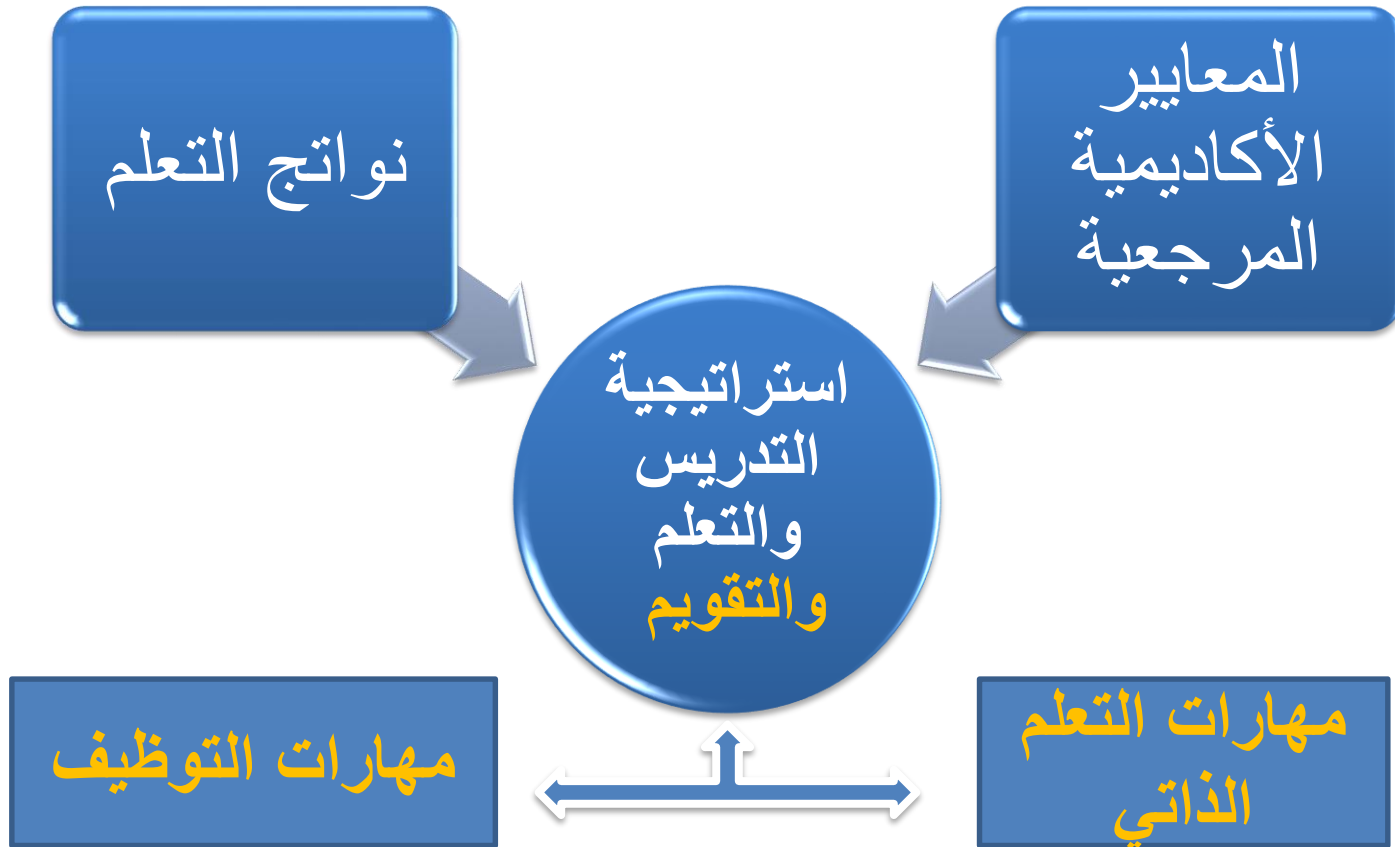 المعايير
الأكاديمية
المرجعية
نواتج التعلم
استراتيجية
التدريس
والتعلم
والتقويم
مهارات التعلم
الذاتي
مهارات التوظيف